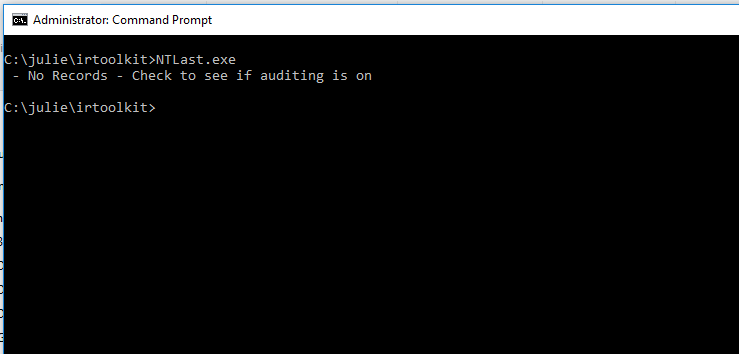 Administrator: Command Prompt
C:\julie\irtoolkit>NTLast.exe
- No Records - Check to see if auditing is on
C:\julie\irtoolkit>